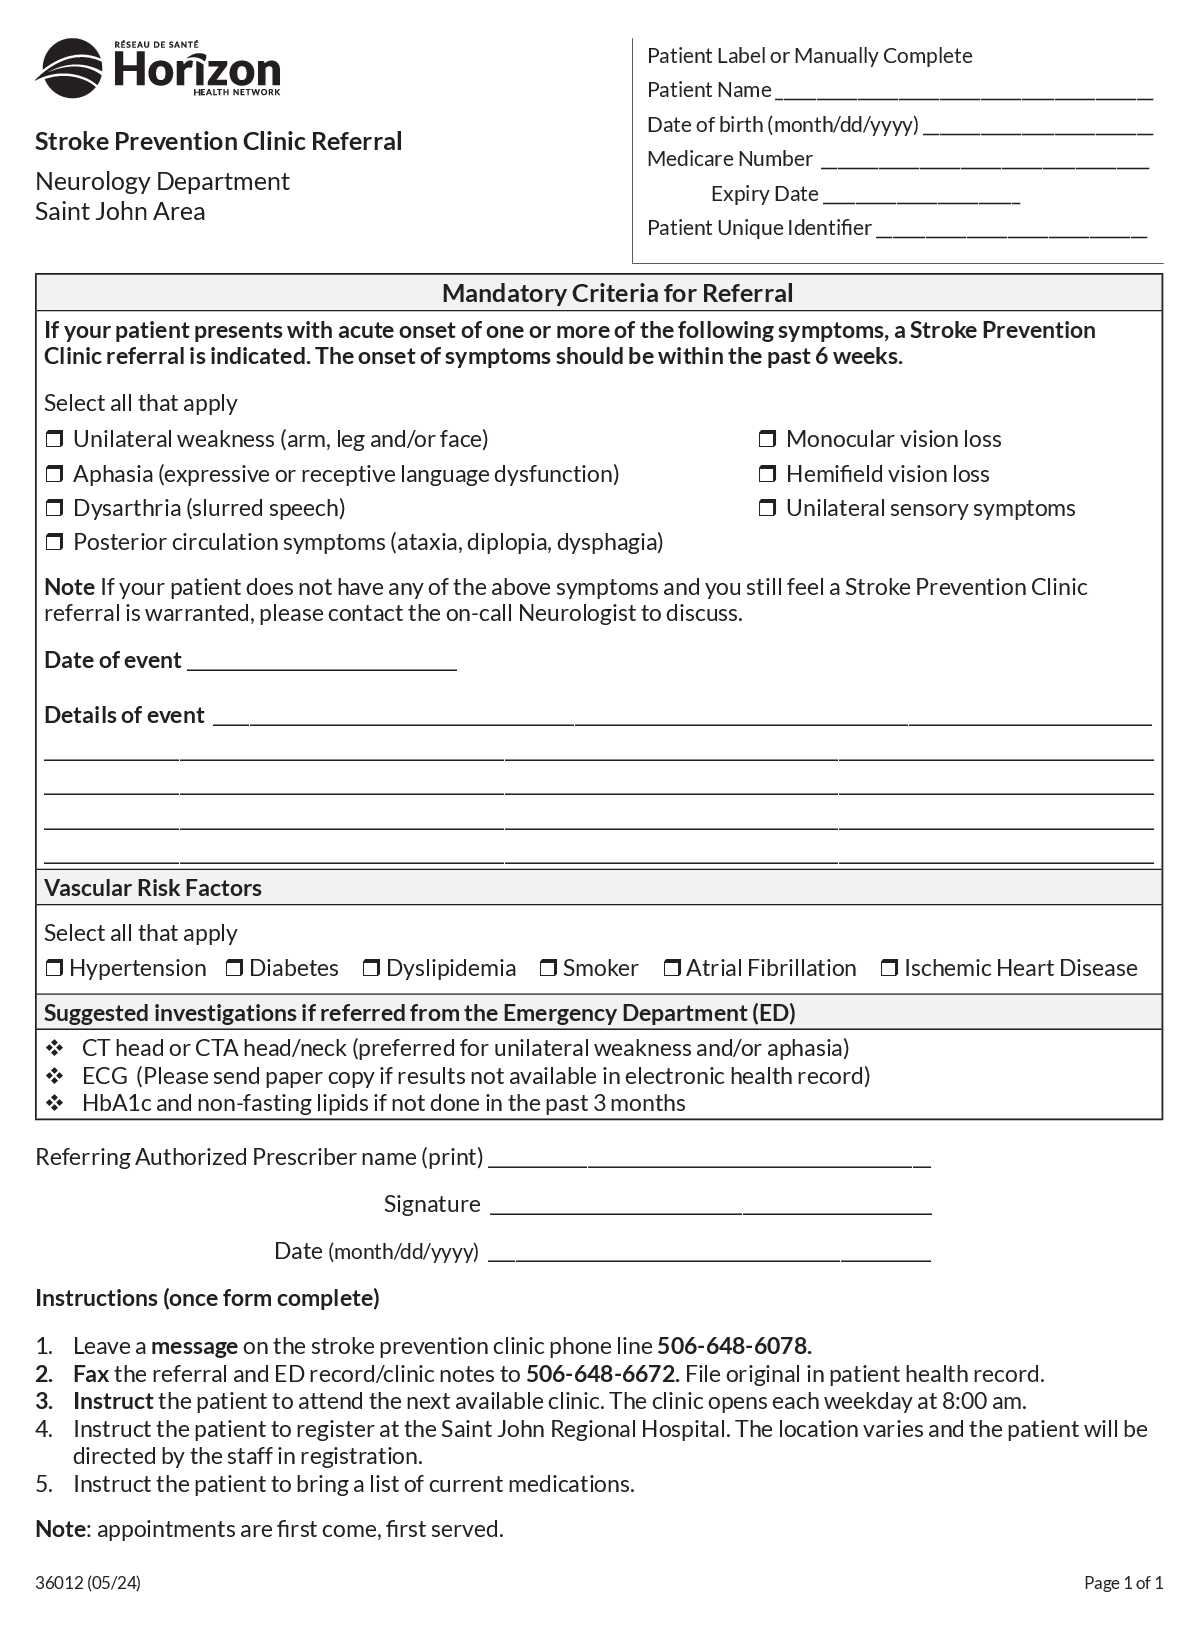 RÉSEAU DE SANTÉ
Horizon
HEALTH NETWORK
Stroke Prevention Clinic Referral
Neurology Department
Saint John Area
Patient Label or Manually Complete
Patient Name
Date of birth (month/dd/yyyy)
Medicare Number
Expiry Date
Patient Unique Identifier
Mandatory Criteria for Referral
If your patient presents with acute onset of one or more of the following symptoms, a Stroke Prevention
Clinic referral is indicated. The onset of symptoms should be within the past 6 weeks.
Select all that apply
❒ Unilateral weakness (arm, leg and/or face)
❒ Monocular vision loss
❒ Aphasia (expressive or receptive language dysfunction)
❒ Hemifield vision loss
❒ Dysarthria (slurred speech)
❒ Unilateral sensory symptoms
❒ Posterior circulation symptoms (ataxia, diplopia, dysphagia)
Note If your patient does not have any of the above symptoms and you still feel a Stroke Prevention Clinic
referral is warranted, please contact the on-call Neurologist to discuss.
Date of event
Details of event
Vascular Risk Factors
Select all that apply
❒ Hypertension ❒ Diabetes ❒ Dyslipidemia ❒ Smoker ❒ Atrial Fibrillation ❒ Ischemic Heart Disease
Suggested investigations if referred from the Emergency Department (ED)
❖ CT head or CTA head/neck (preferred for unilateral weakness and/or aphasia)
❖ ECG (Please send paper copy if results not available in electronic health record)
❖ HbA1c and non-fasting lipids if not done in the past 3 months
Referring Authorized Prescriber name (print)
Signature
Date (month/dd/yyyy)
Instructions (once form complete)
1. Leave a message on the stroke prevention clinic phone line 506-648-6078.
2. Fax the referral and ED record/clinic notes to 506-648-6672. File original in patient health record.
3. Instruct the patient to attend the next available clinic. The clinic opens each weekday at 8:00 am.
4. Instruct the patient to register at the Saint John Regional Hospital. The location varies and the patient will be
directed by the staff in registration.
5. Instruct the patient to bring a list of current medications.
Note: appointments are first come, first served.
36012 (05/24)
Page 1 of 1